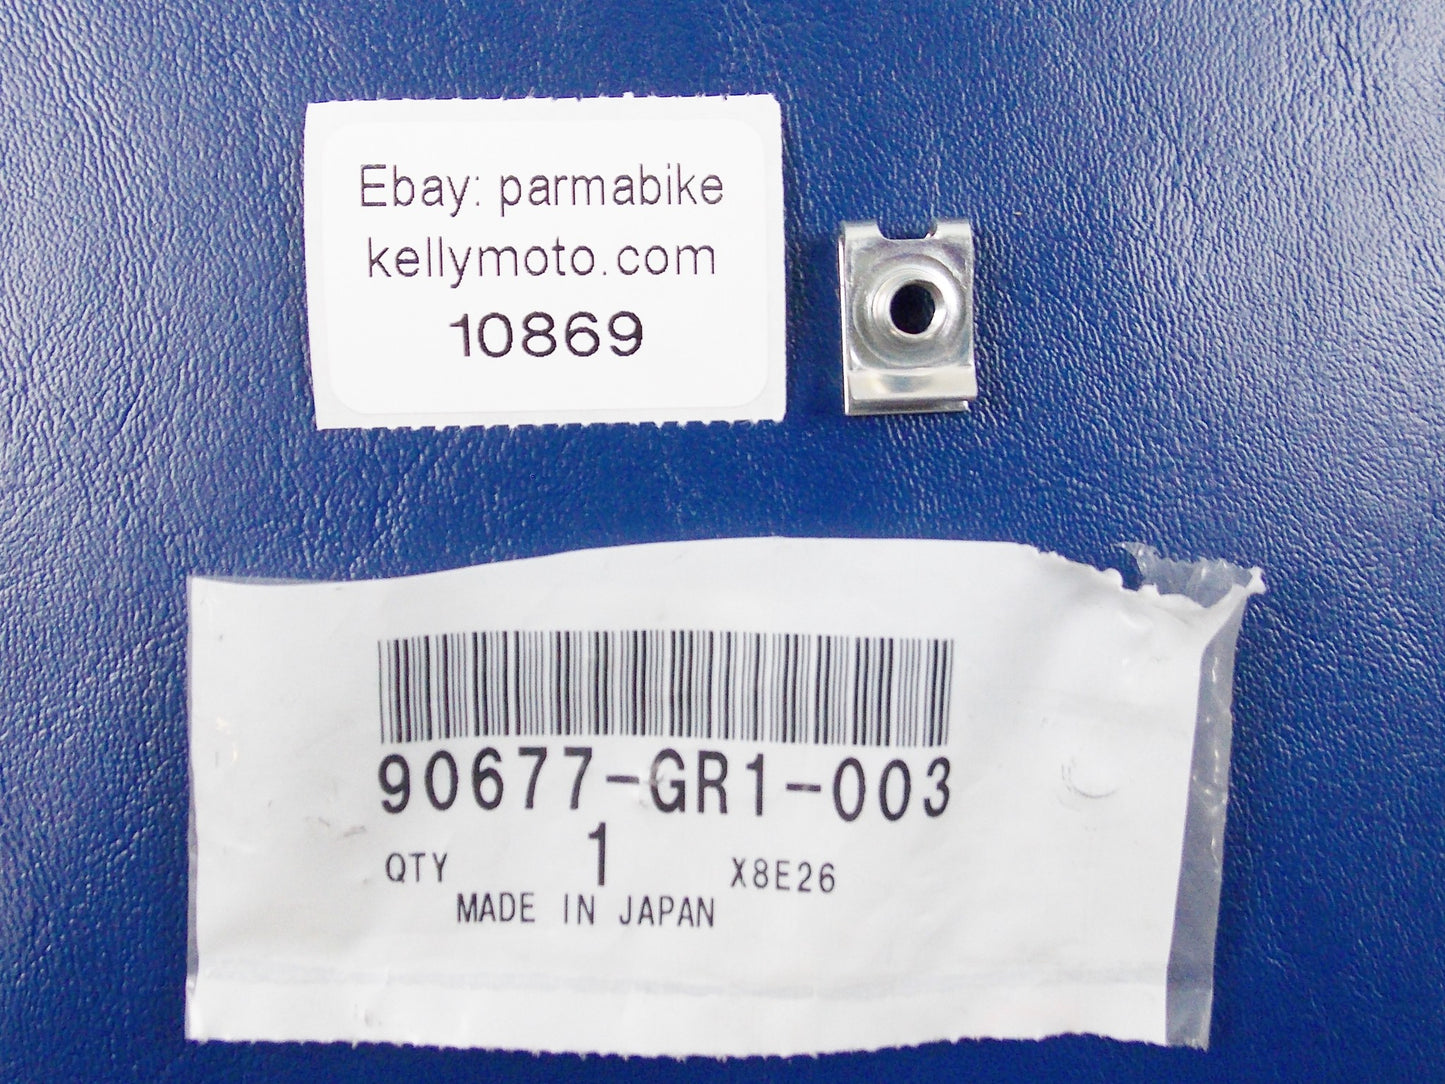 Ebay: parmabike
kellymoto.com
10869
90677-GR1-003
QTY 1 X8E26
MADE IN JAPAN